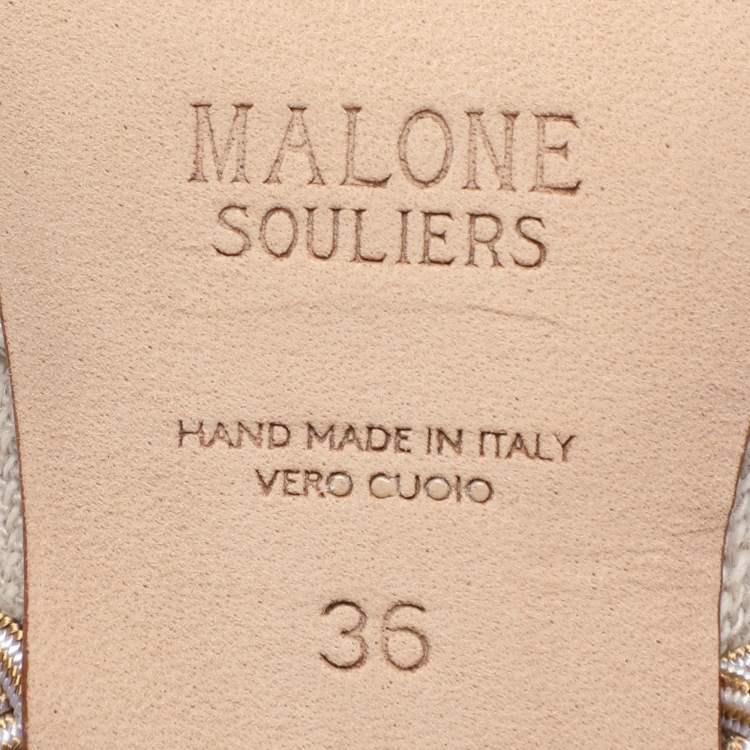 MALONE
SOULIERS
HAND MADE IN ITALY
VERO CUOIO
36